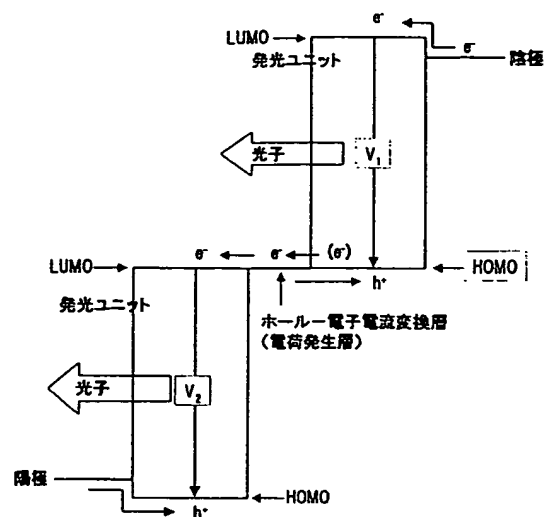 e⁻
LUMO
e⁻
発光ユニット
陰極
光子
V₁
e⁻
e⁻
(e⁻)
LUMO
HOMO
h⁺
発光ユニット
ホールー電子電流変換層
(電荷発生層)
光子
V₂
陽極
HOMO
h⁺